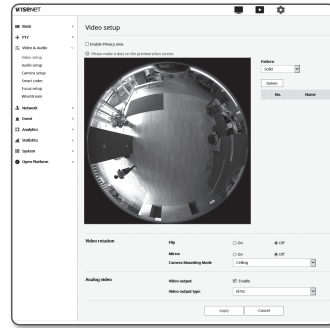 WISENET
Basic
PTZ
Video & Audio
Video setup
Audio setup
Camera setup
Smart codec
Focus setup
WiseStream
Network
Event
Analytics
Statistics
System
Open Platform
Video setup
Enable Privacy area
Please make it data on the preview video screen.
Pattern
Solid
Delete
No. Name
Video rotation
Flip On Off
Mirror On Off
Camera Mounting Mode Ceiling
Analog video
Video output Enable
Video output type NTSC
Apply Cancel